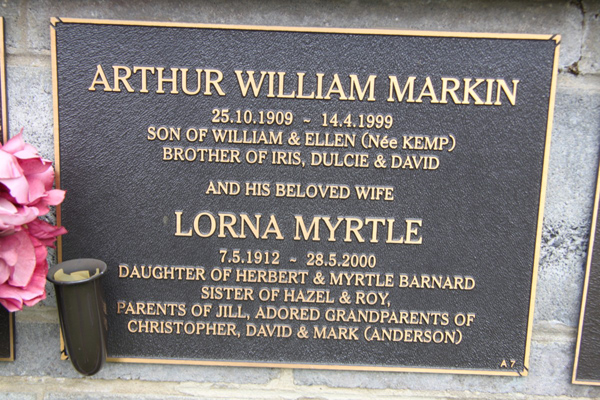 ARTHUR WILLIAM MARKIN
25.10.1909 ~ 14.4.1999
SON OF WILLIAM & ELLEN (Née KEMP)
BROTHER OF IRIS, DULCIE & DAVID
AND HIS BELOVED WIFE
LORNA MYRTLE
7.5.1912 ~ 28.5.2000
DAUGHTER OF HERBERT & MYRTLE BARNARD
SISTER OF HAZEL & ROY,
PARENTS OF JILL, ADORED GRANDPARENTS OF
CHRISTOPHER, DAVID & MARK (ANDERSON)
A 7